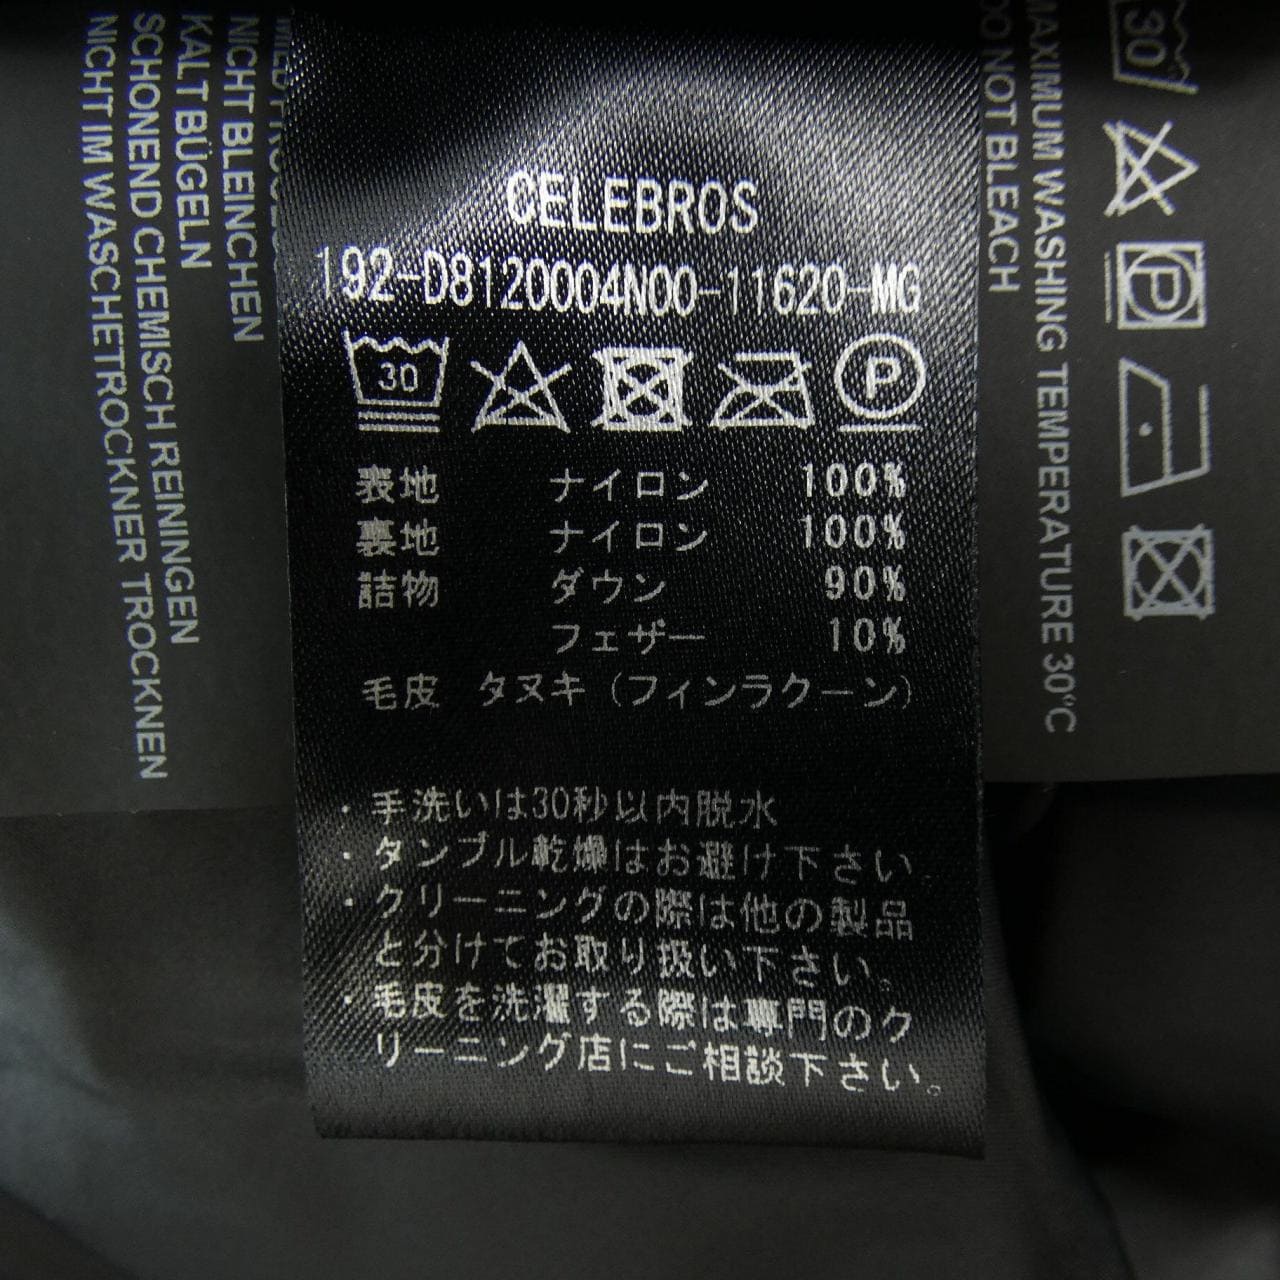 CELEBROS
192-D8120004N00-11620-MG
30
P
表地 ナイロン 100%
裏地 ナイロン 100%
詰物 ダウン 90%
フェザー 10%
毛皮 タヌキ (フィンラクーン)
・手洗いは30秒以内脱水
・タンブル乾燥はお避け下さい。
・クリーニングの際は他の製品
と分けてお取り扱い下さい。
・毛皮を洗濯する際は専門のク
リーニング店にご相談下さい。
NICHT BLEINCHEN
KALT BÜGELN
SCHONEND CHEMISCH REININGEN
NICHT IM WASCHETROCKNER TROCKNEN
30
P
MAXIMUM WASHING TEMPERATURE 30°C
DO NOT BLEACH